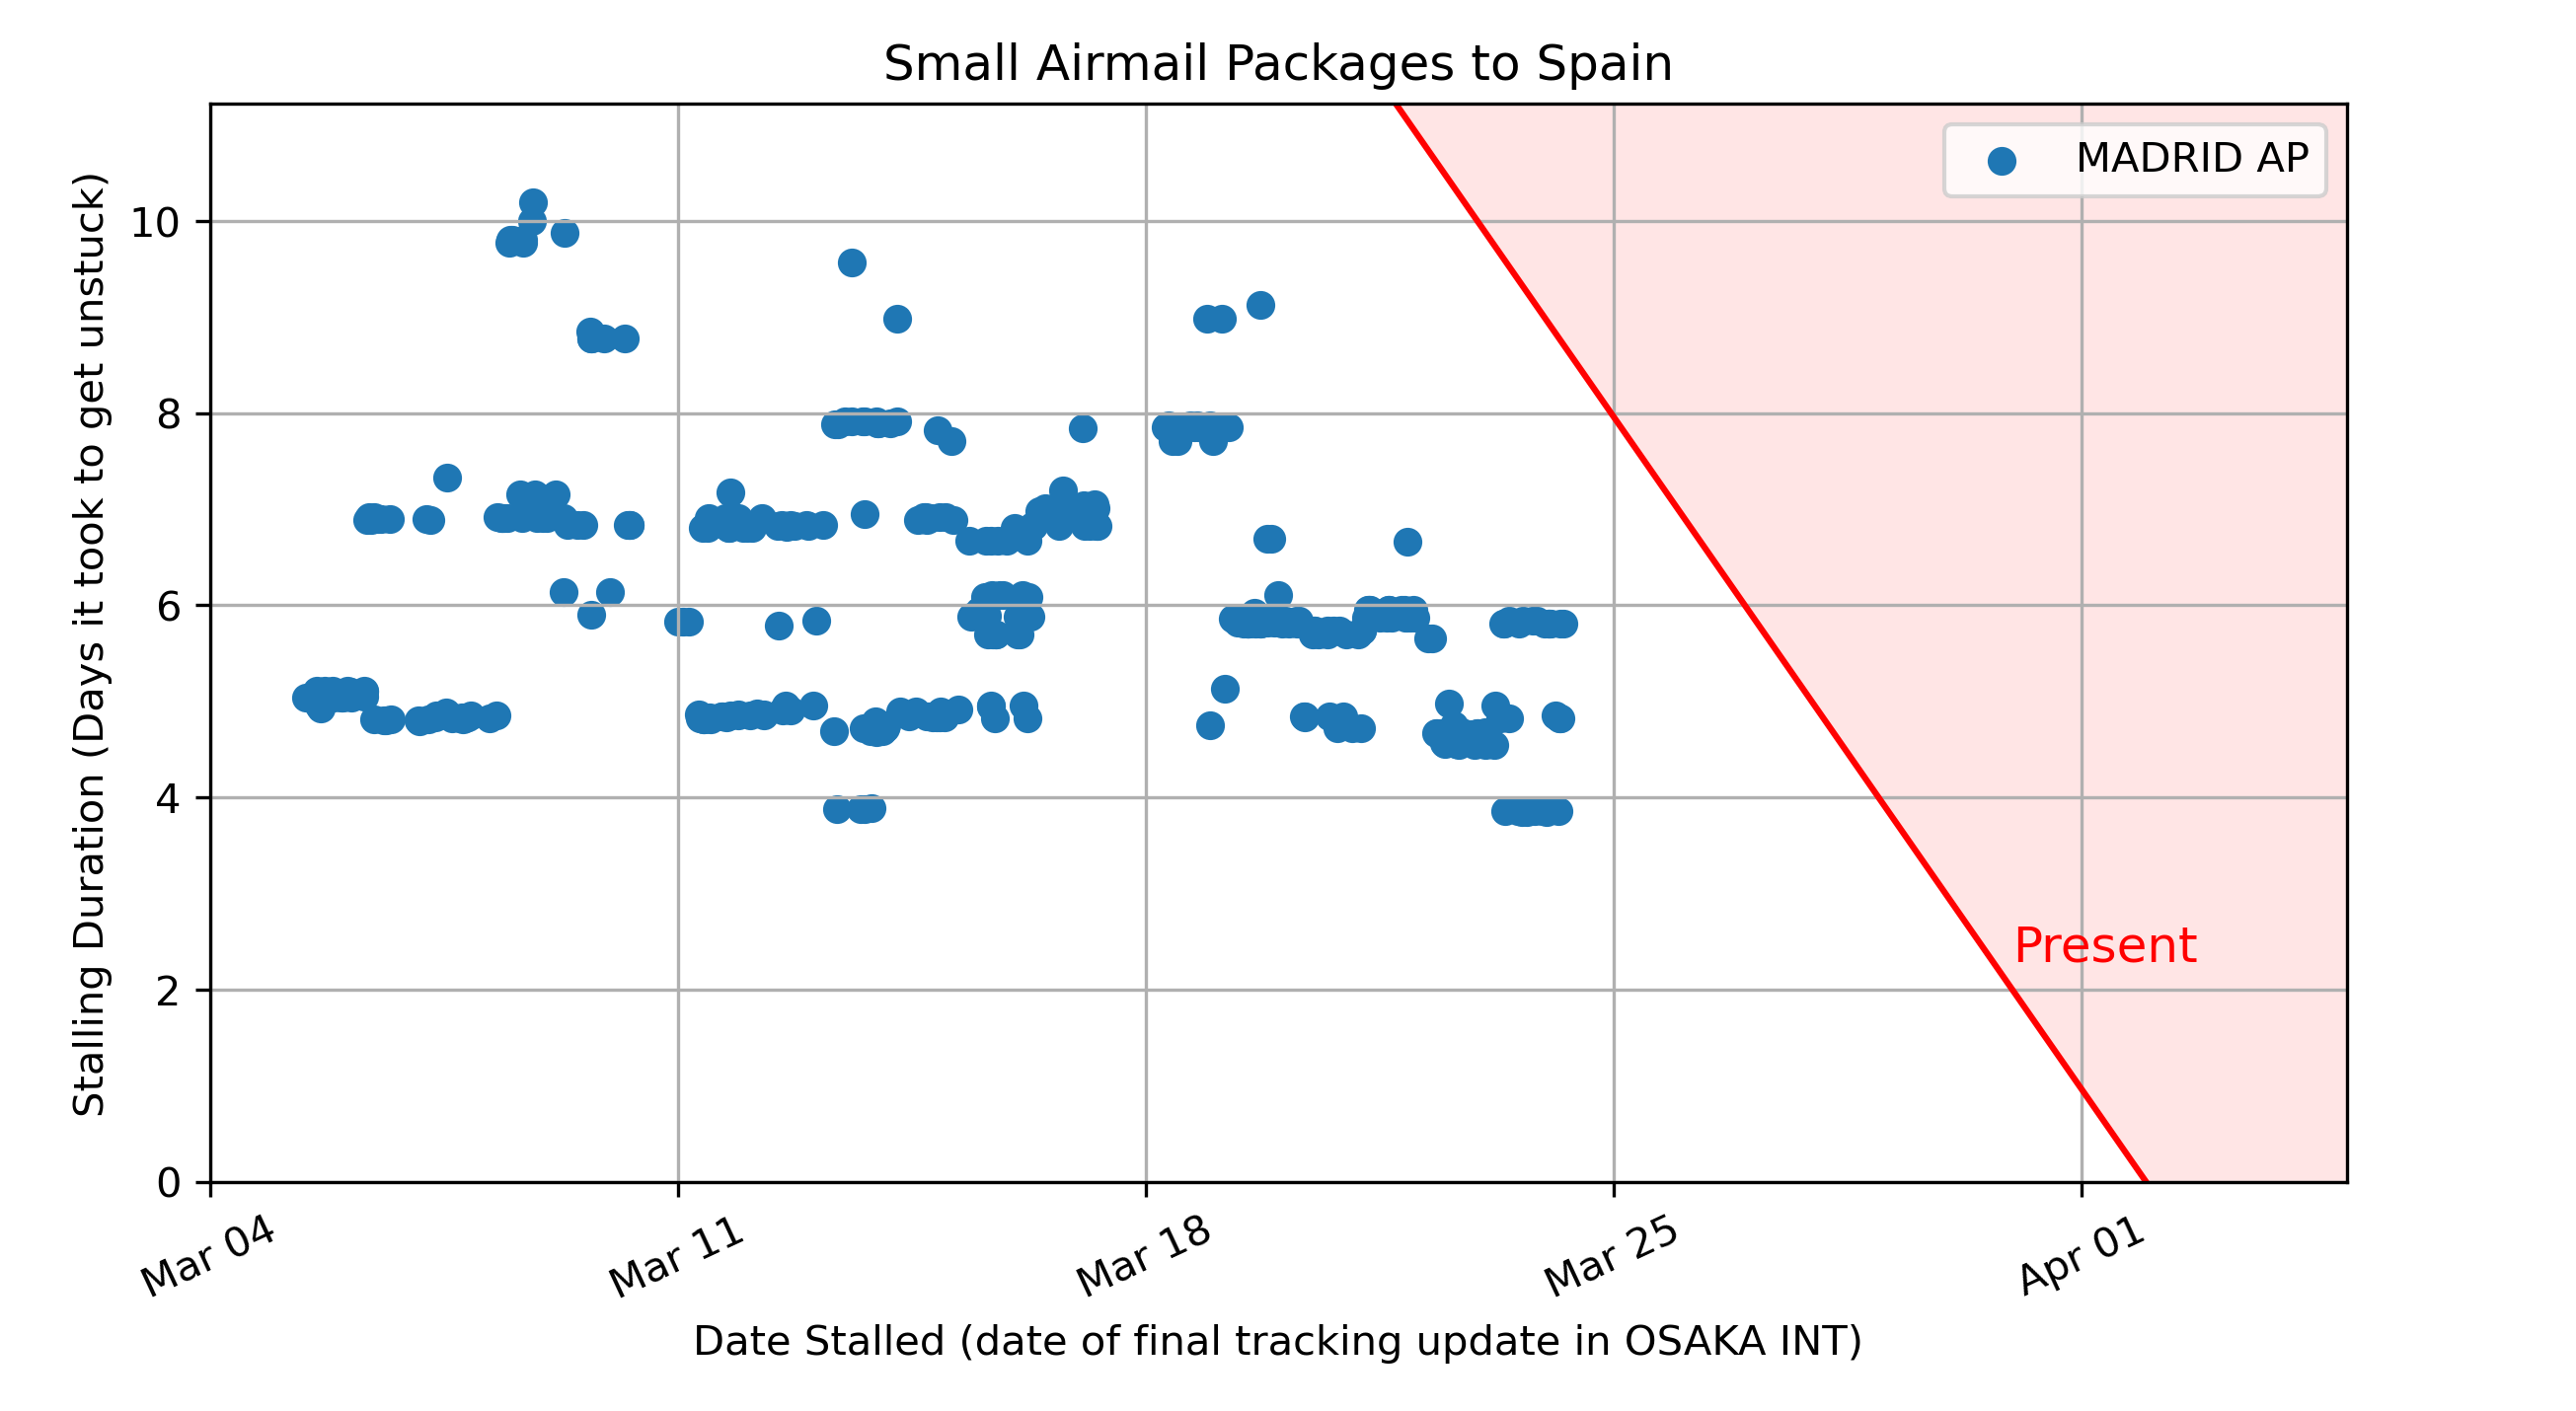 Small Airmail Packages to Spain
MADRID AP
Stalling Duration (Days it took to get unstuck)
10
8
6
4
2
0
Present
Mar 04
Mar 11
Mar 18
Mar 25
Apr 01
Date Stalled (date of final tracking update in OSAKA INT)